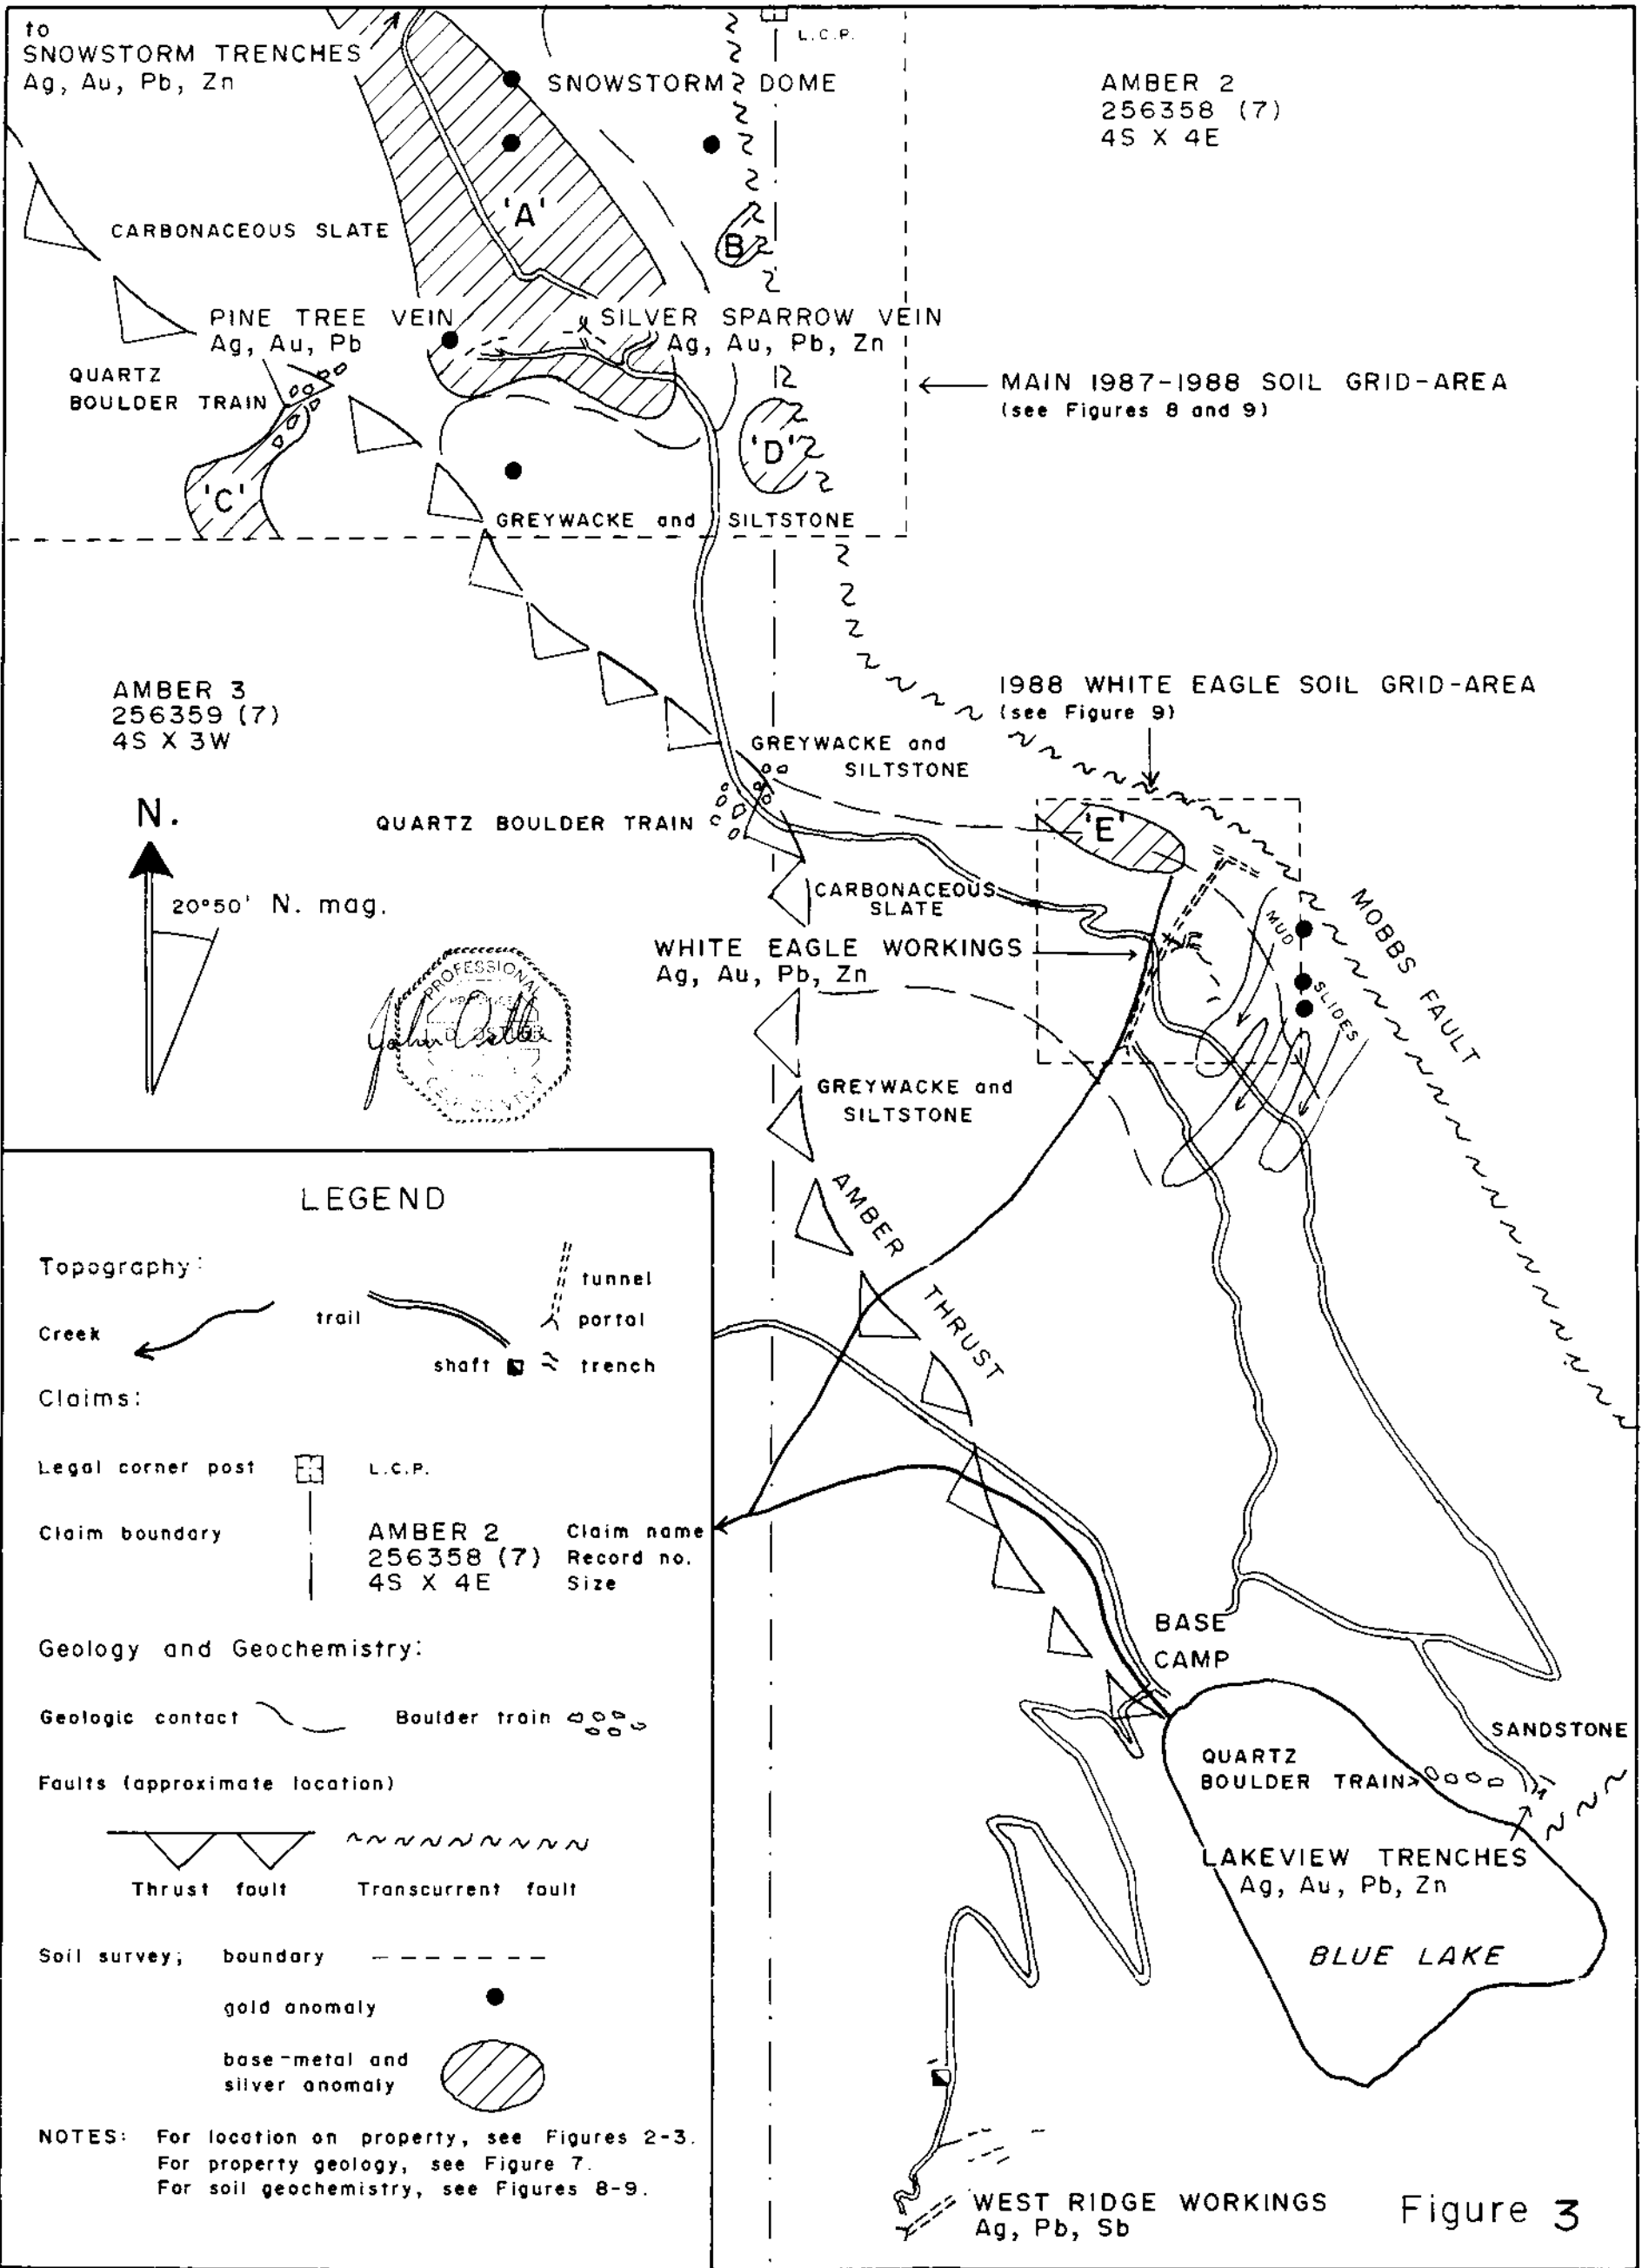 to
SNOWSTORM TRENCHES
Ag, Au, Pb, Zn
L.C.P.
SNOWSTORM DOME
AMBER 2
256358 (7)
4S X 4E
'A'
B
CARBONACEOUS SLATE
PINE TREE VEIN
Ag, Au, Pb
SILVER SPARROW VEIN
Ag, Au, Pb, Zn
QUARTZ
BOULDER TRAIN
MAIN 1987-1988 SOIL GRID-AREA
(see Figures 8 and 9)
'D'
'C'
GREYWACKE and SILTSTONE
AMBER 3
256359 (7)
4S X 3W
1988 WHITE EAGLE SOIL GRID-AREA
(see Figure 9)
GREYWACKE and
SILTSTONE
N.
QUARTZ BOULDER TRAIN
'E'
20°50' N. mag.
CARBONACEOUS
SLATE
MUD
SLIDES
MOBBS FAULT
WHITE EAGLE WORKINGS
Ag, Au, Pb, Zn
PROFESSIONAL
GREYWACKE and
SILTSTONE
AMBER THRUST
LEGEND
Topography:
tunnel
trail
portal
Creek
shaft
trench
Claims:
Legal corner post
L.C.P.
Claim boundary
AMBER 2 Claim name
256358 (7) Record no.
4S X 4E Size
BASE
CAMP
Geology and Geochemistry:
Geologic contact
Boulder train
SANDSTONE
QUARTZ
BOULDER TRAIN
Faults (approximate location)
LAKEVIEW TRENCHES
Ag, Au, Pb, Zn
Thrust fault
Transcurrent fault
BLUE LAKE
Soil survey; boundary
gold anomaly
base-metal and
silver anomaly
NOTES: For location on property, see Figures 2-3.
For property geology, see Figure 7.
For soil geochemistry, see Figures 8-9.
WEST RIDGE WORKINGS
Ag, Pb, Sb
Figure 3